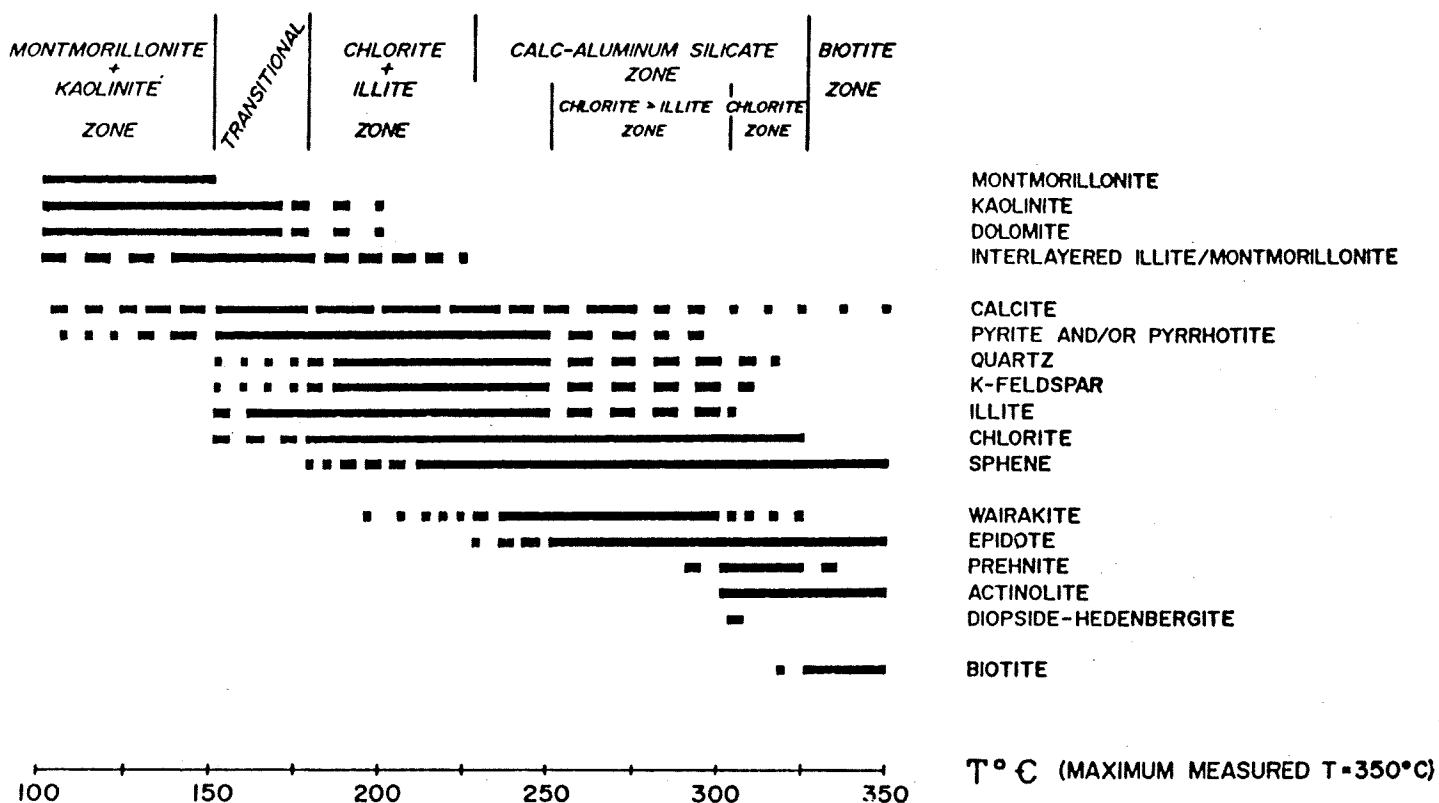 MONTMORILLONITE
+
KAOLINITE
ZONE
TRANSITIONAL
CHLORITE
+
ILLITE
ZONE
CALC-ALUMINUM SILICATE
ZONE
CHLORITE > ILLITE
ZONE
CHLORITE
ZONE
BIOTITE
ZONE
MONTMORILLONITE
KAOLINITE
DOLOMITE
INTERLAYERED ILLITE/MONTMORILLONITE
CALCITE
PYRITE AND/OR PYRRHOTITE
QUARTZ
K-FELDSPAR
ILLITE
CHLORITE
SPHENE
WAIRAKITE
EPIDOTE
PREHNITE
ACTINOLITE
DIOPSIDE-HEDENBERGITE
BIOTITE
100 150 200 250 300 350
T°C (MAXIMUM MEASURED T=350°C)